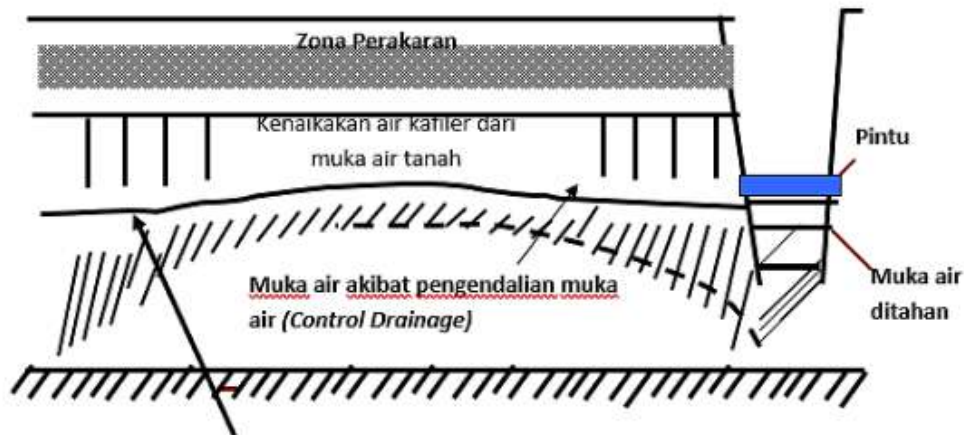 Zona Perakaran
Kenaikakan air kafiler dari
muka air tanah
Pintu
Muka air akibat pengendalian muka
air (Control Drainage)
Muka air
ditahan